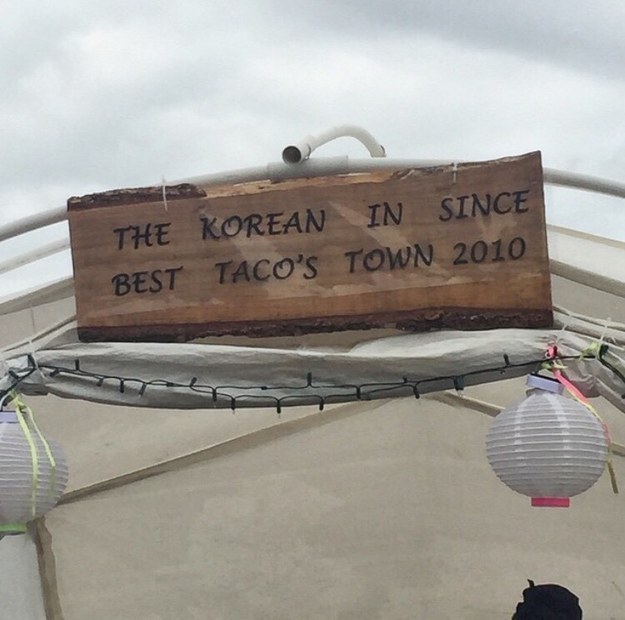 THE KOREAN IN SINCE
BEST TACO'S TOWN 2010